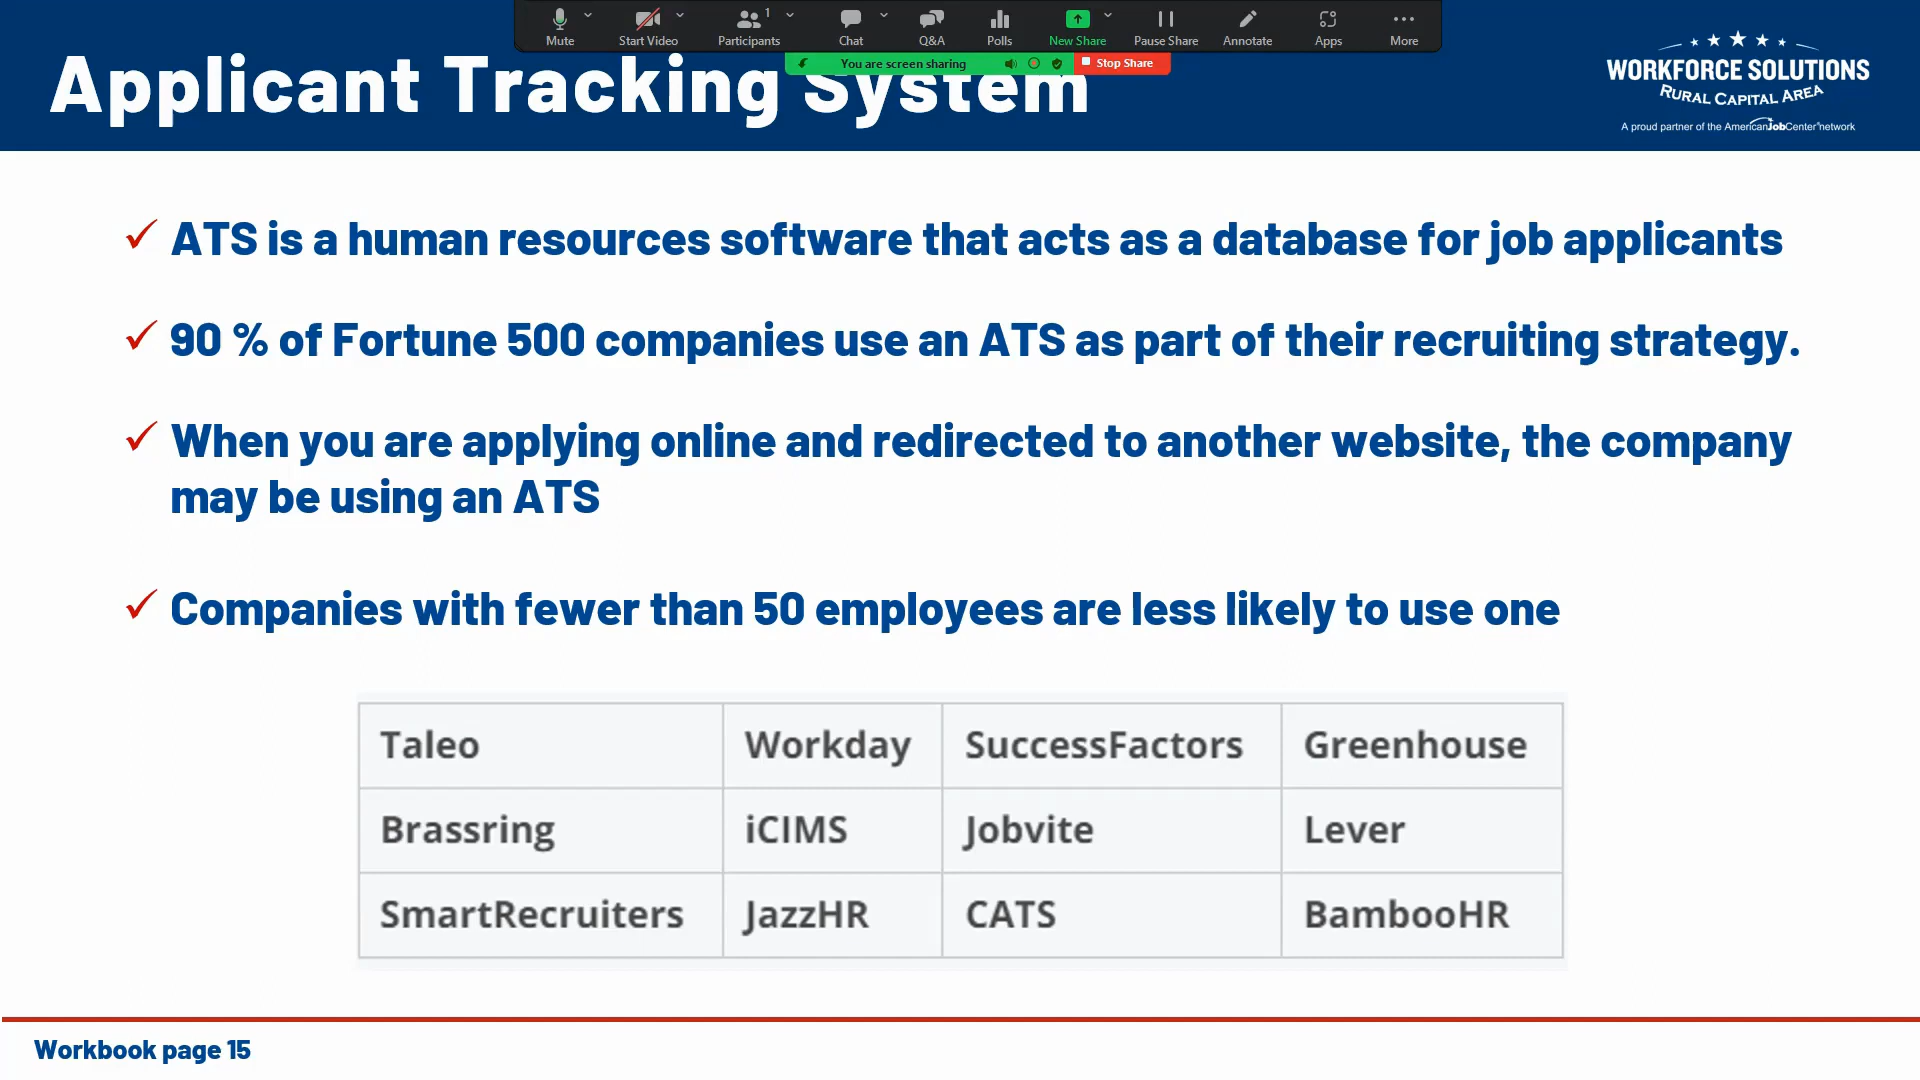 1
Mute Start Video Participants Chat Q&A Polls New Share Pause Share Annotate Apps More
You are screen sharing Stop Share
Applicant Tracking System
WORKFORCE SOLUTIONS
RURAL CAPITAL AREA
A proud partner of the AmericanJobCenter network
✓ ATS is a human resources software that acts as a database for job applicants
✓ 90 % of Fortune 500 companies use an ATS as part of their recruiting strategy.
✓ When you are applying online and redirected to another website, the company
may be using an ATS
✓ Companies with fewer than 50 employees are less likely to use one
Taleo Workday SuccessFactors Greenhouse
Brassring iCIMS Jobvite Lever
SmartRecruiters JazzHR CATS BambooHR
Workbook page 15